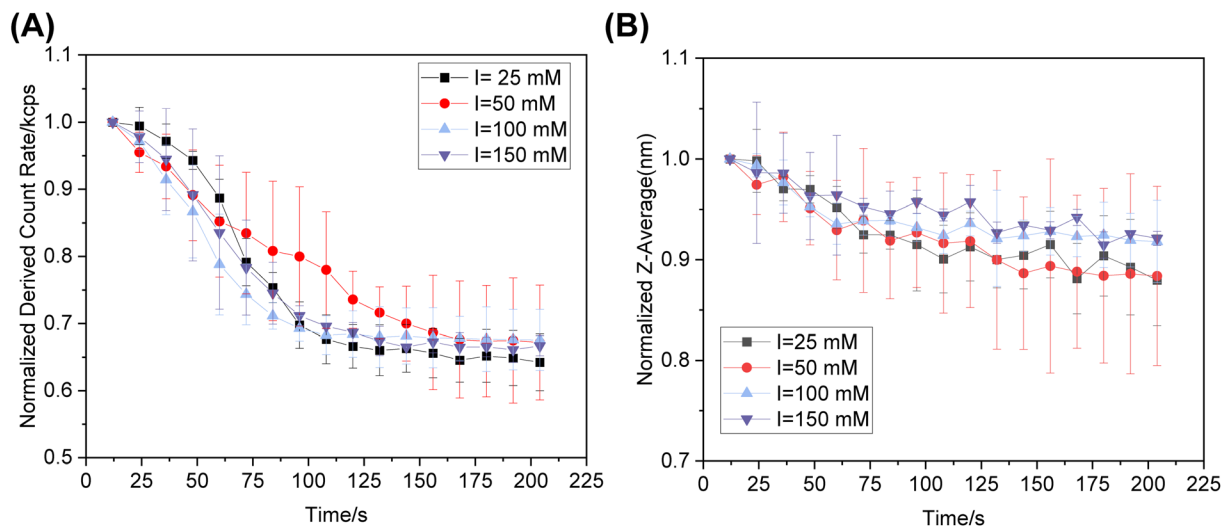 (A)
1.1
1.0
0.9
0.8
0.7
0.6
0.5
Normalized Derived Count Rate/kcps
I= 25 mM
I=50 mM
I=100 mM
I=150 mM
0 25 50 75 100 125 150 175 200 225
Time/s
(B)
1.1
1.0
0.9
0.8
0.7
Normalized Z-Average(nm)
I=25 mM
I=50 mM
I=100 mM
I=150 mM
0 25 50 75 100 125 150 175 200 225
Time/s